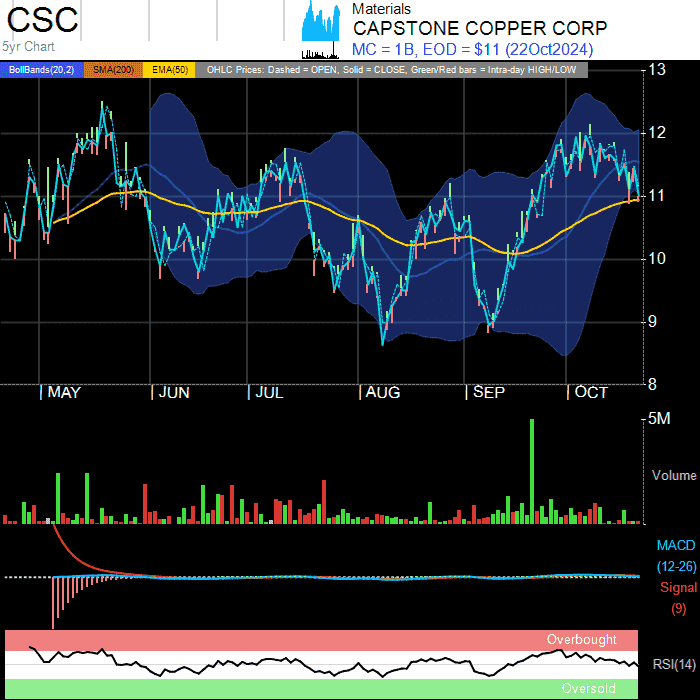 CSC
5yr Chart
Materials
CAPSTONE COPPER CORP
MC = 1B, EOD = $11 (22Oct2024)
BollBands(20,2) SMA(200) EMA(50) OHLC Prices: Dashed = OPEN, Solid = CLOSE, Green/Red bars = Intra-day HIGH/LOW
13
12
11
10
9
8
MAY JUN JUL AUG SEP OCT
5M
Volume
MACD
(12-26)
Signal
(9)
Overbought
RSI(14)
Oversold